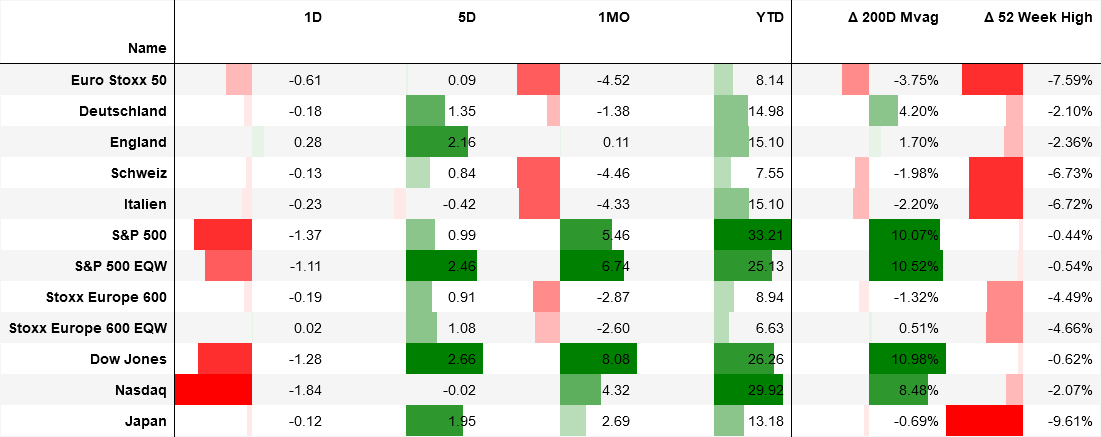 1D 5D 1MO YTD Δ 200D Mvag Δ 52 Week High
Name
Euro Stoxx 50 -0.61 0.09 -4.52 8.14 -3.75% -7.59%
Deutschland -0.18 1.35 -1.38 14.98 4.20% -2.10%
England 0.28 2.16 0.11 15.10 1.70% -2.36%
Schweiz -0.13 0.84 -4.46 7.55 -1.98% -6.73%
Italien -0.23 -0.42 -4.33 15.10 -2.20% -6.72%
S&P 500 -1.37 0.99 5.46 33.21 10.07% -0.44%
S&P 500 EQW -1.11 2.46 6.74 25.13 10.52% -0.54%
Stoxx Europe 600 -0.19 0.91 -2.87 8.94 -1.32% -4.49%
Stoxx Europe 600 EQW 0.02 1.08 -2.60 6.63 0.51% -4.66%
Dow Jones -1.28 2.66 8.08 26.26 10.98% -0.62%
Nasdaq -1.84 -0.02 4.32 29.92 8.48% -2.07%
Japan -0.12 1.95 2.69 13.18 -0.69% -9.61%